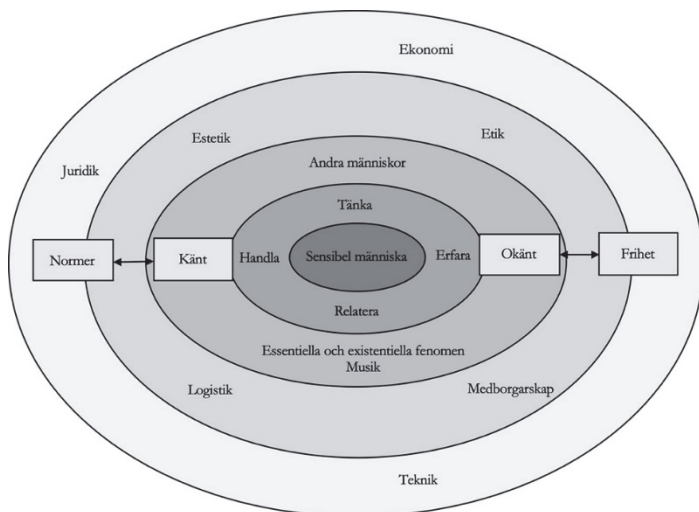 Ekonomi
Estetik
Etik
Andra människor
Juridik
Tänka
Normer
Känt
Handla
Sensibel människa
Erfara
Okänt
Frihet
Relatera
Essentiella och existentiella fenomen
Musik
Logistik
Medborgarskap
Teknik